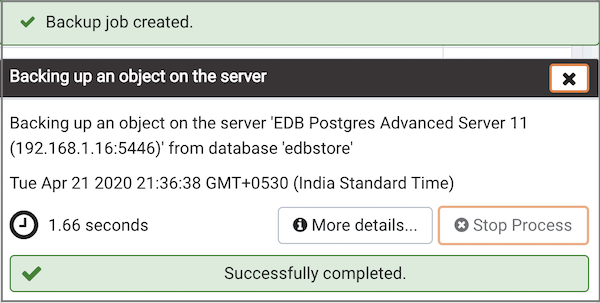 Backup job created.
Backing up an object on the server
Backing up an object on the server 'EDB Postgres Advanced Server 11
(192.168.1.16:5446)' from database 'edbstore'
Tue Apr 21 2020 21:36:38 GMT+0530 (India Standard Time)
1.66 seconds
More details...
Stop Process
Successfully completed.